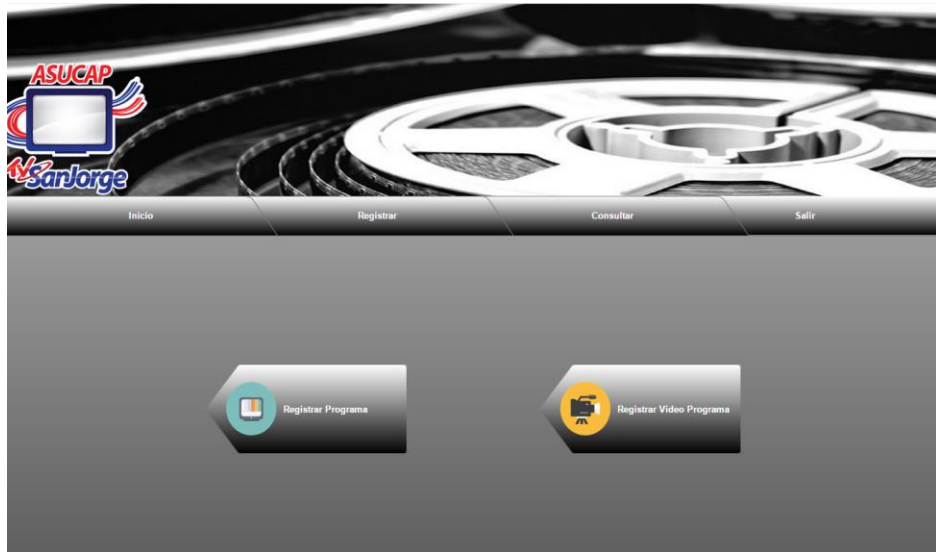 ASUCAP
TV SanJorge
Inicio
Registrar
Consultar
Salir
Registrar Programa
Registrar Video Programa